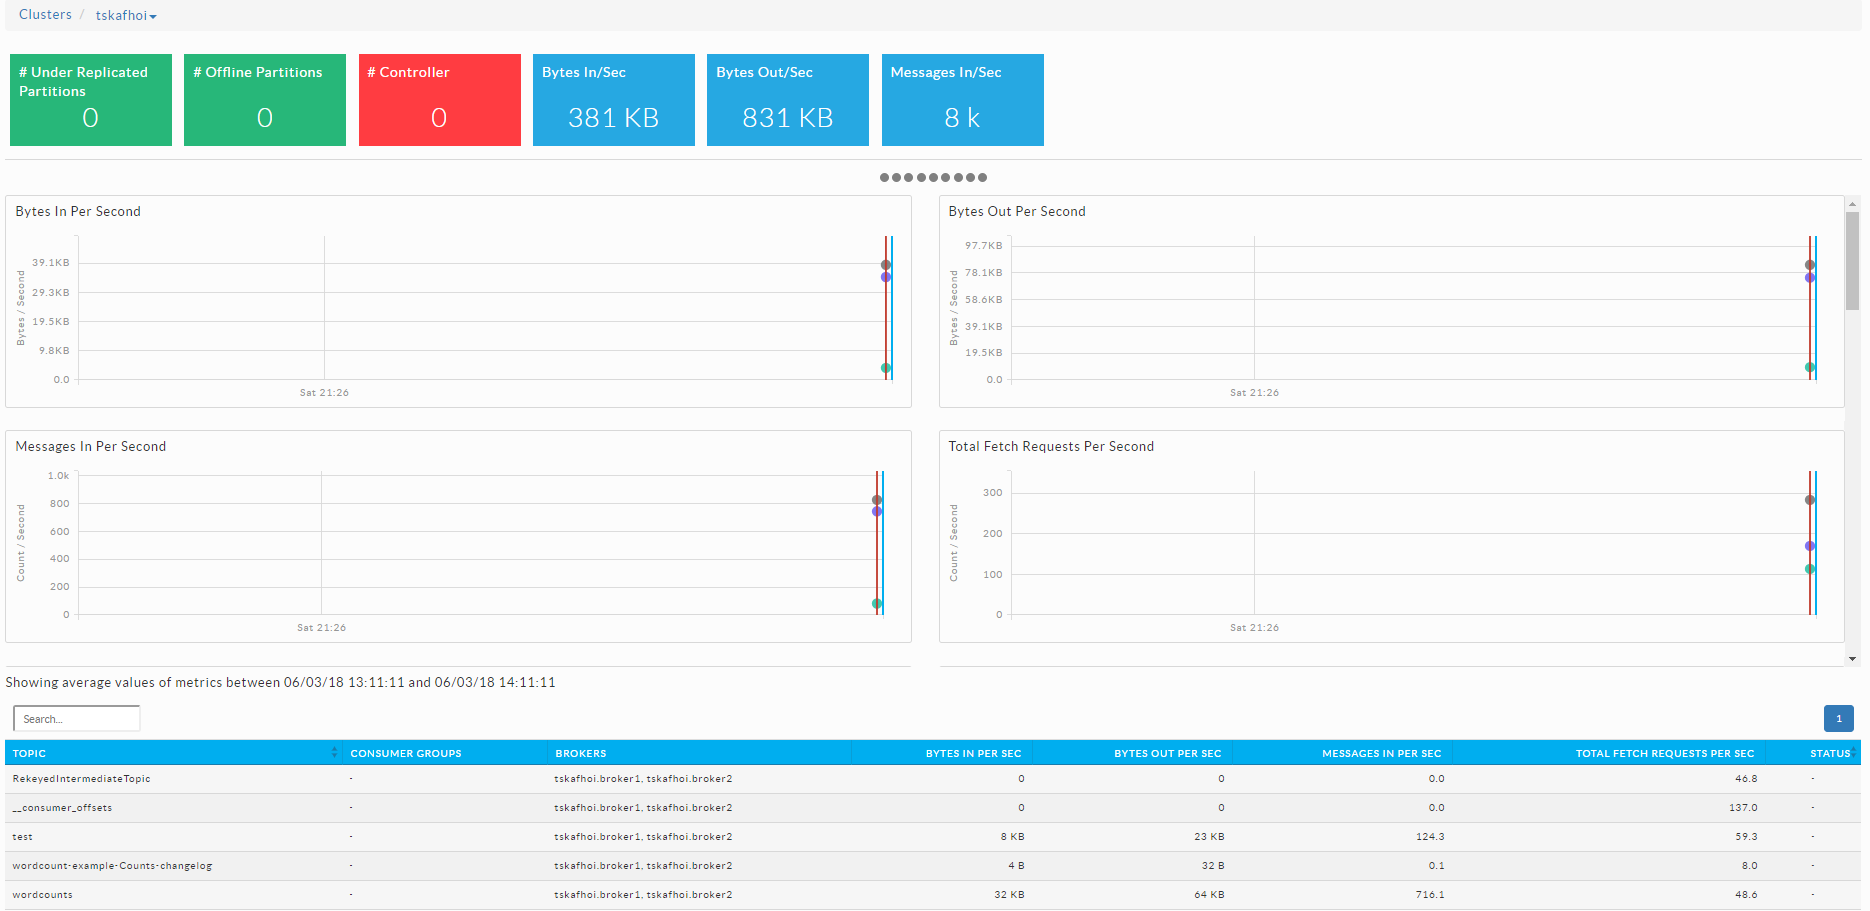 Clusters / tskafhoi
# Under Replicated Partitions
0
# Offline Partitions
0
# Controller
0
Bytes In/Sec
381 KB
Bytes Out/Sec
831 KB
Messages In/Sec
8 k
Bytes In Per Second
Bytes / Second
39.1KB
29.3KB
19.5KB
9.8KB
0.0
Sat 21:26
Bytes Out Per Second
Bytes / Second
97.7KB
78.1KB
58.6KB
39.1KB
19.5KB
0.0
Sat 21:26
Messages In Per Second
Count / Second
1.0k
800
600
400
200
0
Sat 21:26
Total Fetch Requests Per Second
Count / Second
300
200
100
0
Sat 21:26
Showing average values of metrics between 06/03/18 13:11:11 and 06/03/18 14:11:11
Search...
1
TOPIC CONSUMER GROUPS BROKERS BYTES IN PER SEC BYTES OUT PER SEC MESSAGES IN PER SEC TOTAL FETCH REQUESTS PER SEC STATUS
RekeyedIntermediateTopic - tskafhoi.broker1, tskafhoi.broker2 0 0 0.0 46.8 -
__consumer_offsets - tskafhoi.broker1, tskafhoi.broker2 0 0 0.0 137.0 -
test - tskafhoi.broker1, tskafhoi.broker2 8 KB 23 KB 124.3 59.3 -
wordcount-example-Counts-changelog - tskafhoi.broker1, tskafhoi.broker2 4 B 32 B 0.1 8.0 -
wordcounts - tskafhoi.broker1, tskafhoi.broker2 32 KB 64 KB 716.1 48.6 -